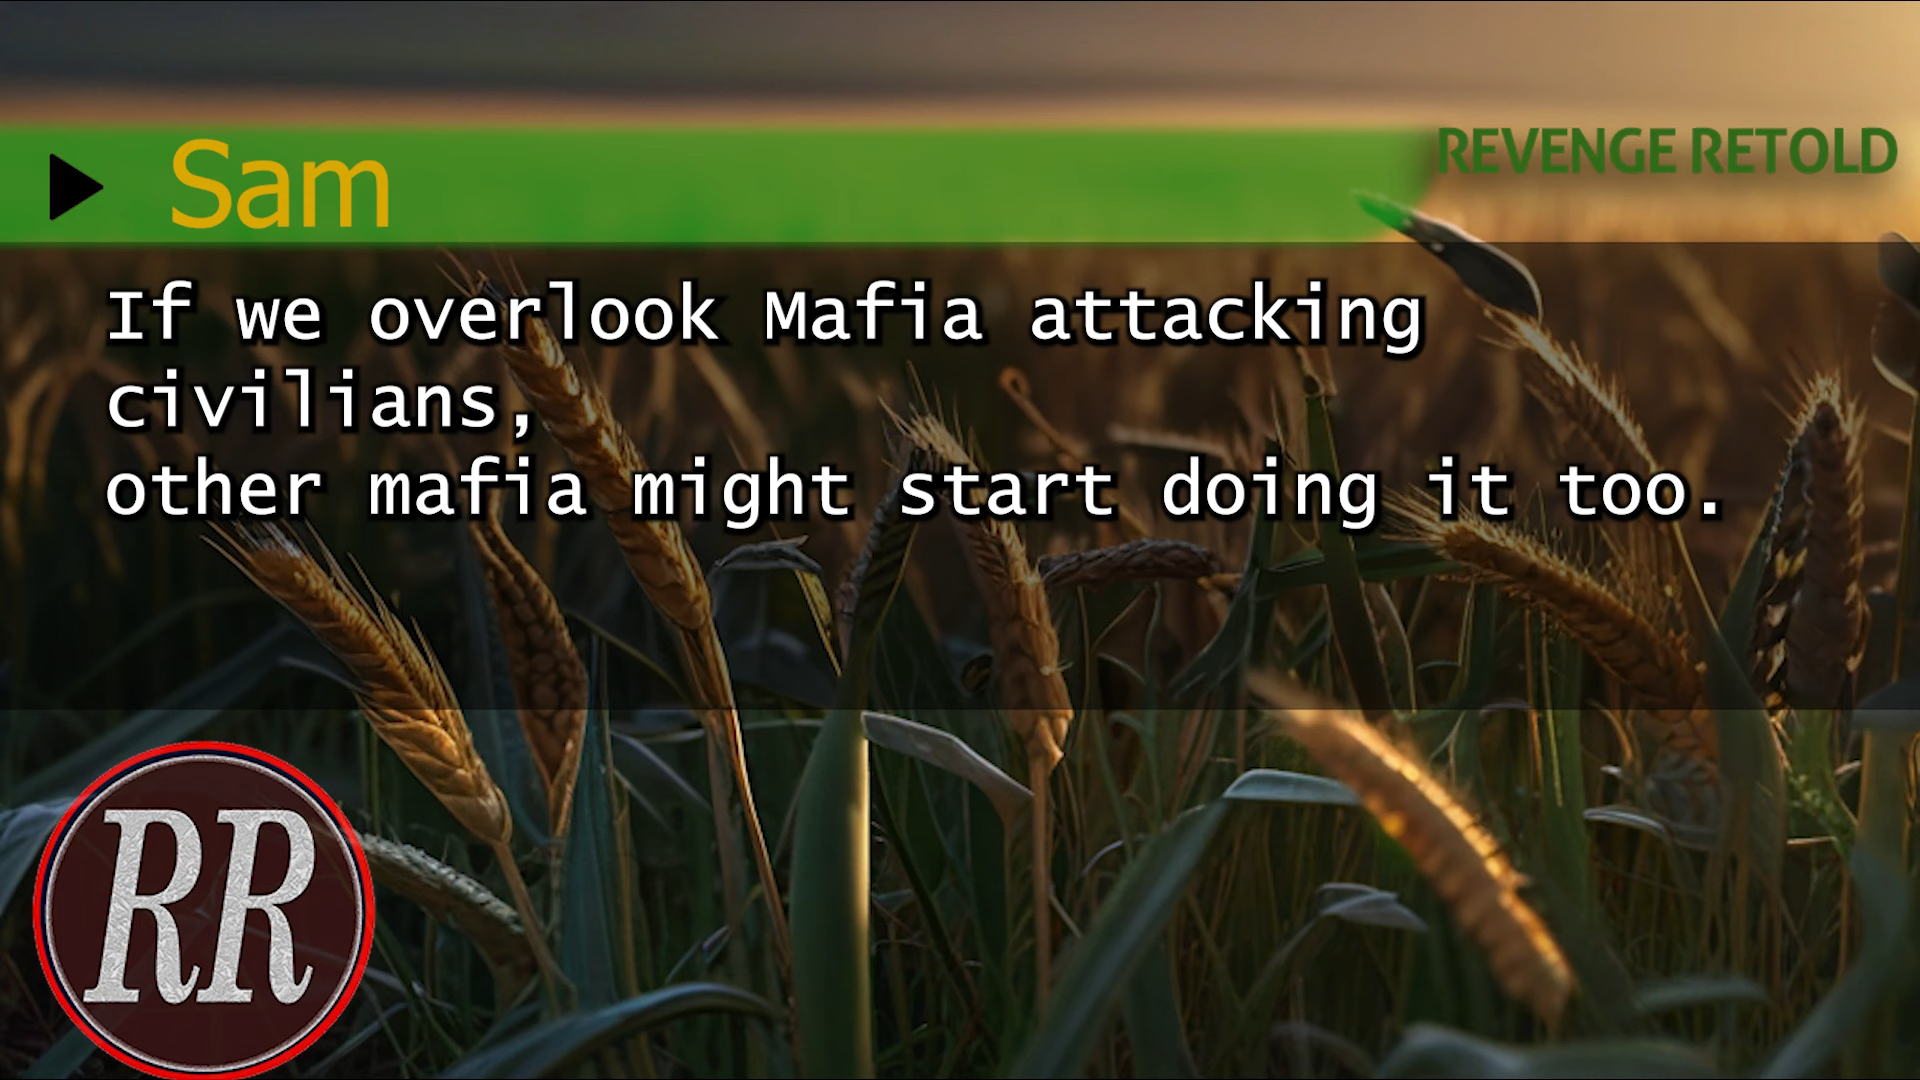 Sam
REVENGE RETOLD
If we overlook Mafia attacking
civilians,
other mafia might start doing it too.
RR